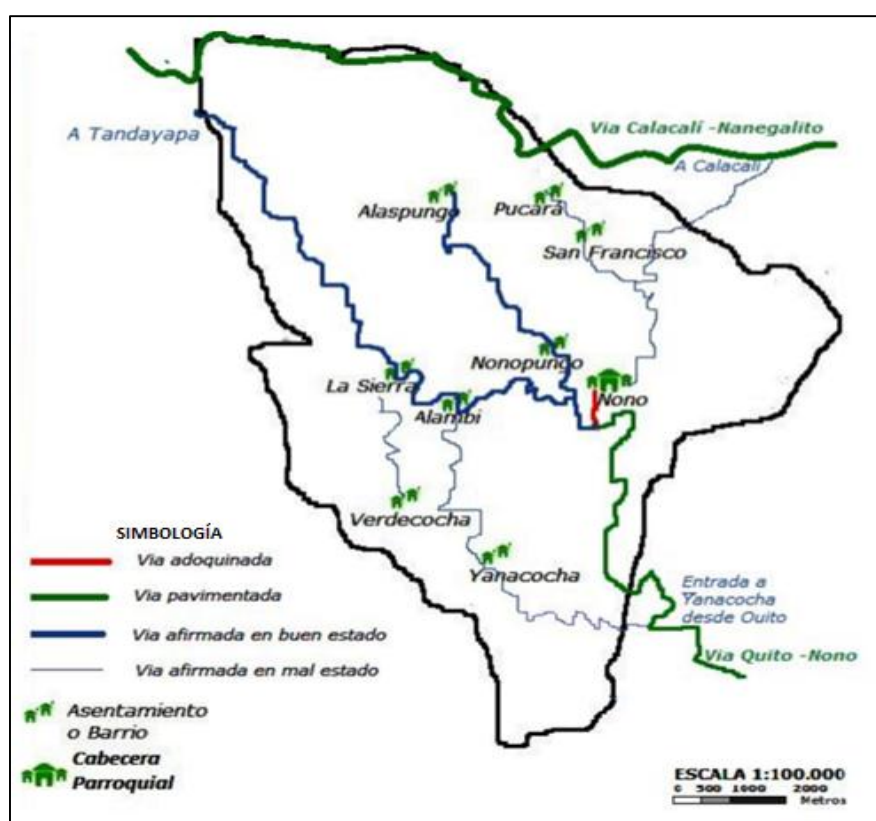 Via Calacalí -Nanegalito
A Tandayapa
A Calacalí
Alaspungo
Pucará
San Francisco
Nonopungo
La Sierra
Nono
Alambi
Verdecocha
SIMBOLOGÍA
Yanacocha
Via adoquinada
Via pavimentada
Via afirmada en buen estado
Via afirmada en mal estado
Entrada a
Yanacocha
desde Quito
Via Quito -Nono
Asentamiento
o Barrio
Cabecera
Parroquial
ESCALA 1:100.000
0 500 1000 2000
Metros